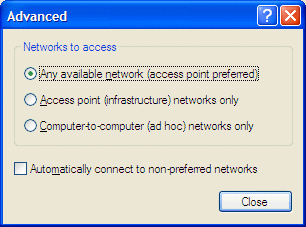 Advanced
Networks to access
Any available network (access point preferred)
Access point (infrastructure) networks only
Computer-to-computer (ad hoc) networks only
Automatically connect to non-preferred networks
Close